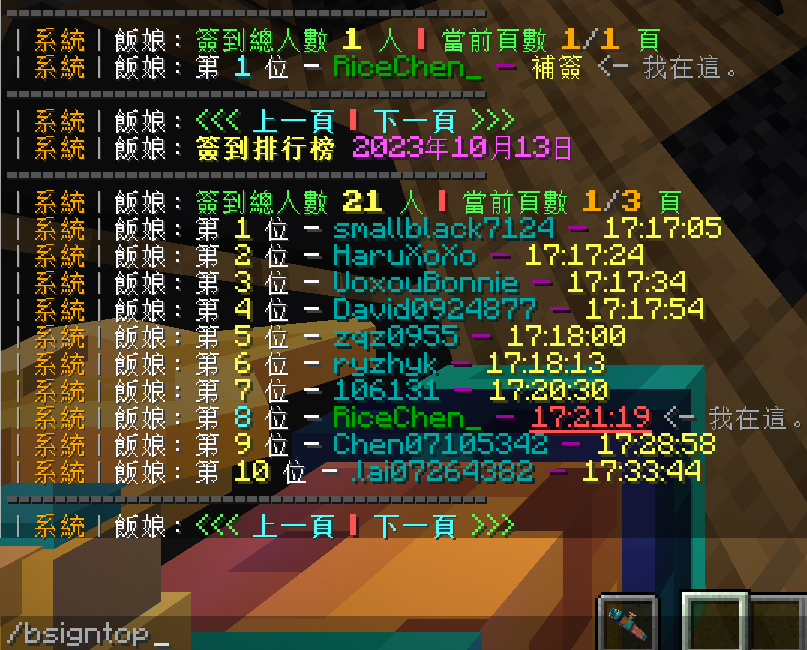 | 系統 | 飯娘: 簽到總人數 1 人 | 當前頁數 1/1 頁
| 系統 | 飯娘: 第 1 位 - RiceChen_ - 補簽 <- 我在這。
| 系統 | 飯娘: <<< 上一頁 | 下一頁 >>>
| 系統 | 飯娘: 簽到排行榜 2023年10月13日
| 系統 | 飯娘: 簽到總人數 21 人 | 當前頁數 1/3 頁
| 系統 | 飯娘: 第 1 位 - smallblack7124 - 17:17:05
| 系統 | 飯娘: 第 2 位 - HaruXoXo - 17:17:24
| 系統 | 飯娘: 第 3 位 - UoxouBonnie - 17:17:34
| 系統 | 飯娘: 第 4 位 - David0924877 - 17:17:54
| 系統 | 飯娘: 第 5 位 - zqz0955 - 17:18:00
| 系統 | 飯娘: 第 6 位 - ryzhyk - 17:18:13
| 系統 | 飯娘: 第 7 位 - 106131 - 17:20:30
| 系統 | 飯娘: 第 8 位 - RiceChen_ - 17:21:19 <- 我在這。
| 系統 | 飯娘: 第 9 位 - Chen07105342 - 17:28:58
| 系統 | 飯娘: 第 10 位 - .lai07264382 - 17:33:44
| 系統 | 飯娘: <<< 上一頁 | 下一頁 >>>
/bsigntop_